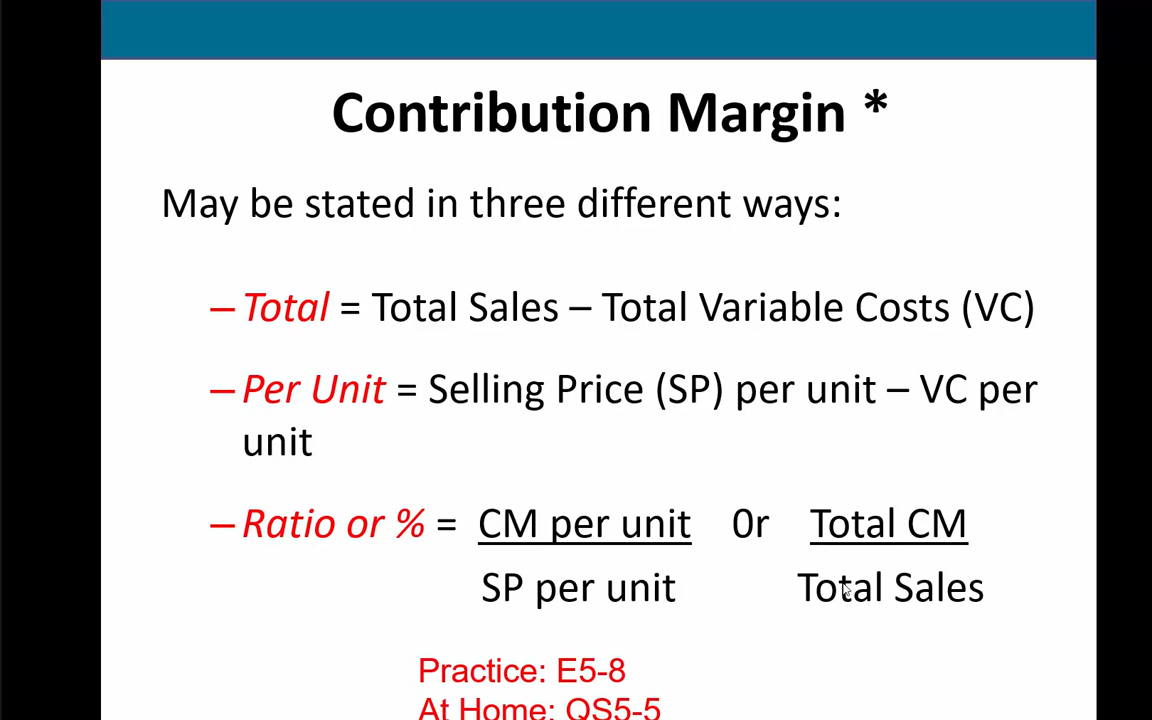 Contribution Margin *
May be stated in three different ways:
– Total = Total Sales – Total Variable Costs (VC)
– Per Unit = Selling Price (SP) per unit – VC per
unit
– Ratio or % = CM per unit 0r Total CM
SP per unit Total Sales
Practice: E5-8
At Home: QS5-5